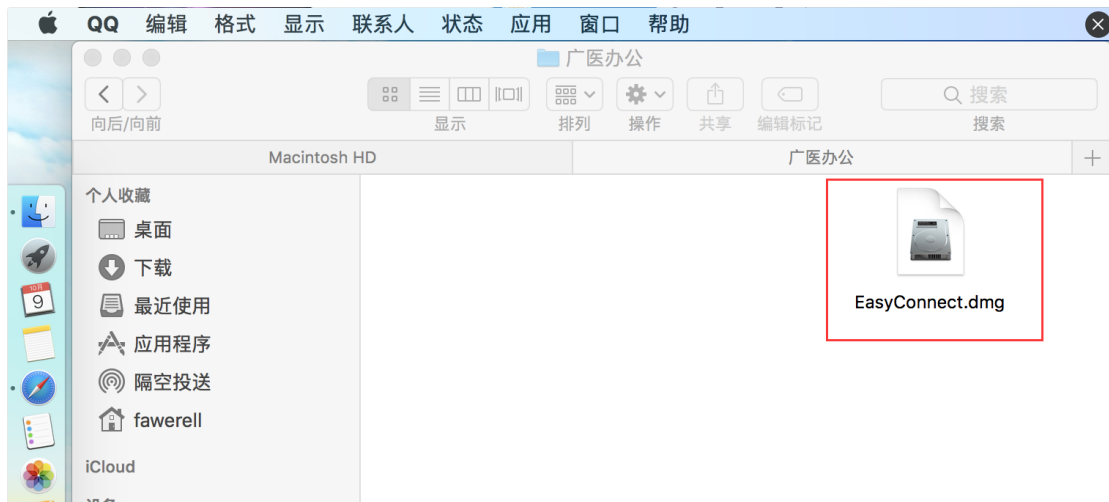 QQ 编辑 格式 显示 联系人 状态 应用 窗口 帮助
广医办公
搜索
向后/向前 显示 排列 操作 共享 编辑标记 搜索
Macintosh HD 广医办公
个人收藏
桌面
下载
最近使用
应用程序
隔空投送
fawerell
iCloud
EasyConnect.dmg
10月
9